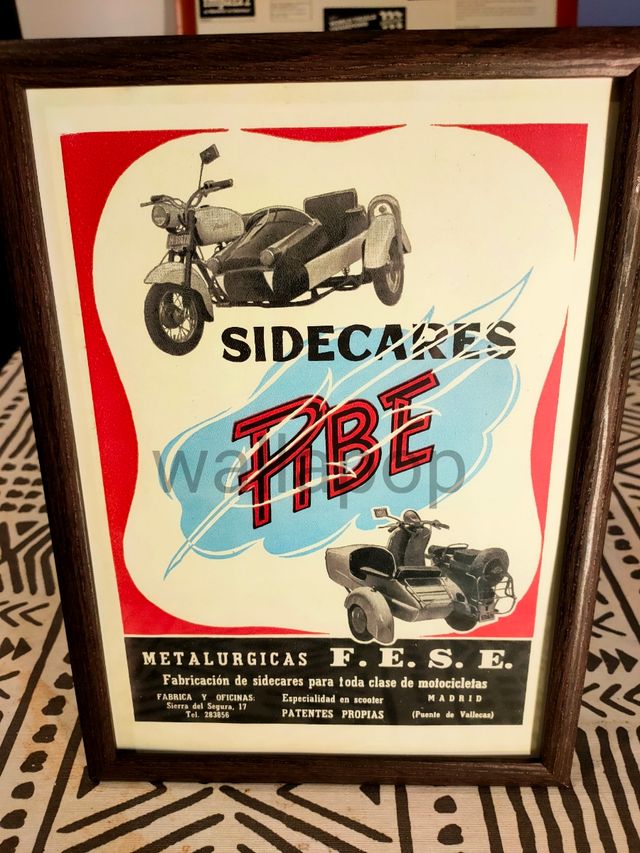 SIDECARES
PIBE
wallapop
METALURGICAS F. E. S. E.
Fabricación de sidecares para toda clase de motocicletas
FABRICA Y OFICINAS:
Sierra del Segura, 17
Tel. 283856
Especialidad en scooter
PATENTES PROPIAS
MADRID
(Puente de Vallecas)